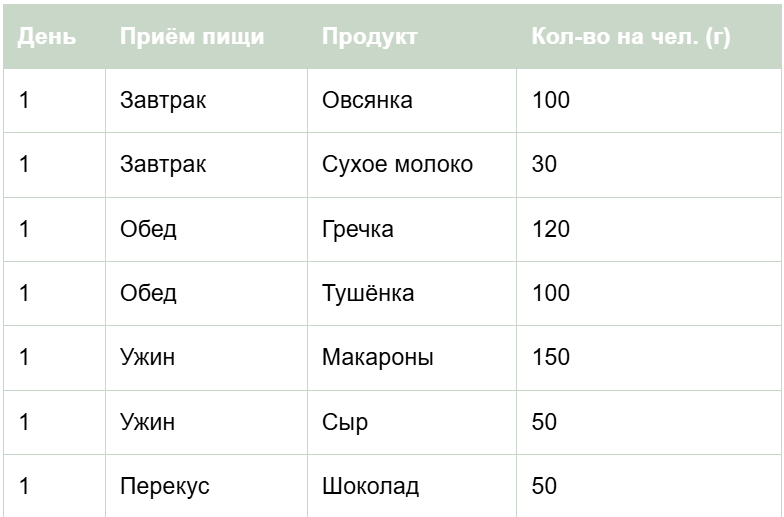 День Приём пищи Продукт Кол-во на чел. (г)
1 Завтрак Овсянка 100
1 Завтрак Сухое молоко 30
1 Обед Гречка 120
1 Обед Тушёнка 100
1 Ужин Макароны 150
1 Ужин Сыр 50
1 Перекус Шоколад 50